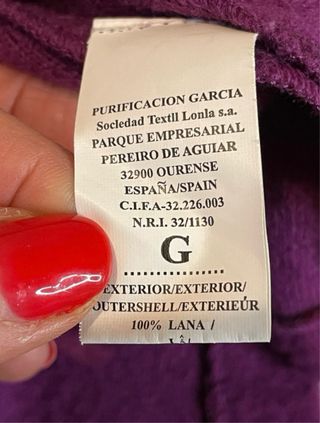 PURIFICACION GARCIA
Sociedad Textil Lonia s.a.
PARQUE EMPRESARIAL
PEREIRO DE AGUIAR
32900 OURENSE
ESPAÑA/SPAIN
C.I.F.A-32.226.003
N.R.I. 32/1130
G
EXTERIOR/EXTERIOR/
OUTERSHELL/EXTERIEÚR
100% LANA /